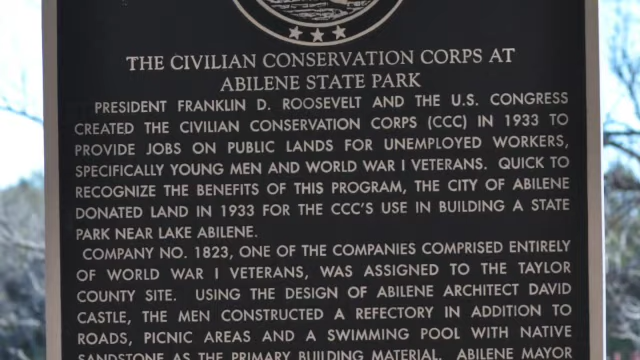 THE CIVILIAN CONSERVATION CORPS AT
ABILENE STATE PARK
PRESIDENT FRANKLIN D. ROOSEVELT AND THE U.S. CONGRESS
CREATED THE CIVILIAN CONSERVATION CORPS (CCC) IN 1933 TO
PROVIDE JOBS ON PUBLIC LANDS FOR UNEMPLOYED WORKERS,
SPECIFICALLY YOUNG MEN AND WORLD WAR I VETERANS. QUICK TO
RECOGNIZE THE BENEFITS OF THIS PROGRAM, THE CITY OF ABILENE
DONATED LAND IN 1933 FOR THE CCC'S USE IN BUILDING A STATE
PARK NEAR LAKE ABILENE.
COMPANY NO. 1823, ONE OF THE COMPANIES COMPRISED ENTIRELY
OF WORLD WAR I VETERANS, WAS ASSIGNED TO THE TAYLOR
COUNTY SITE. USING THE DESIGN OF ABILENE ARCHITECT DAVID
CASTLE, THE MEN CONSTRUCTED A REFECTORY IN ADDITION TO
ROADS, PICNIC AREAS AND A SWIMMING POOL WITH NATIVE
SANDSTONE AS THE PRIMARY BUILDING MATERIAL. ABILENE MAYOR